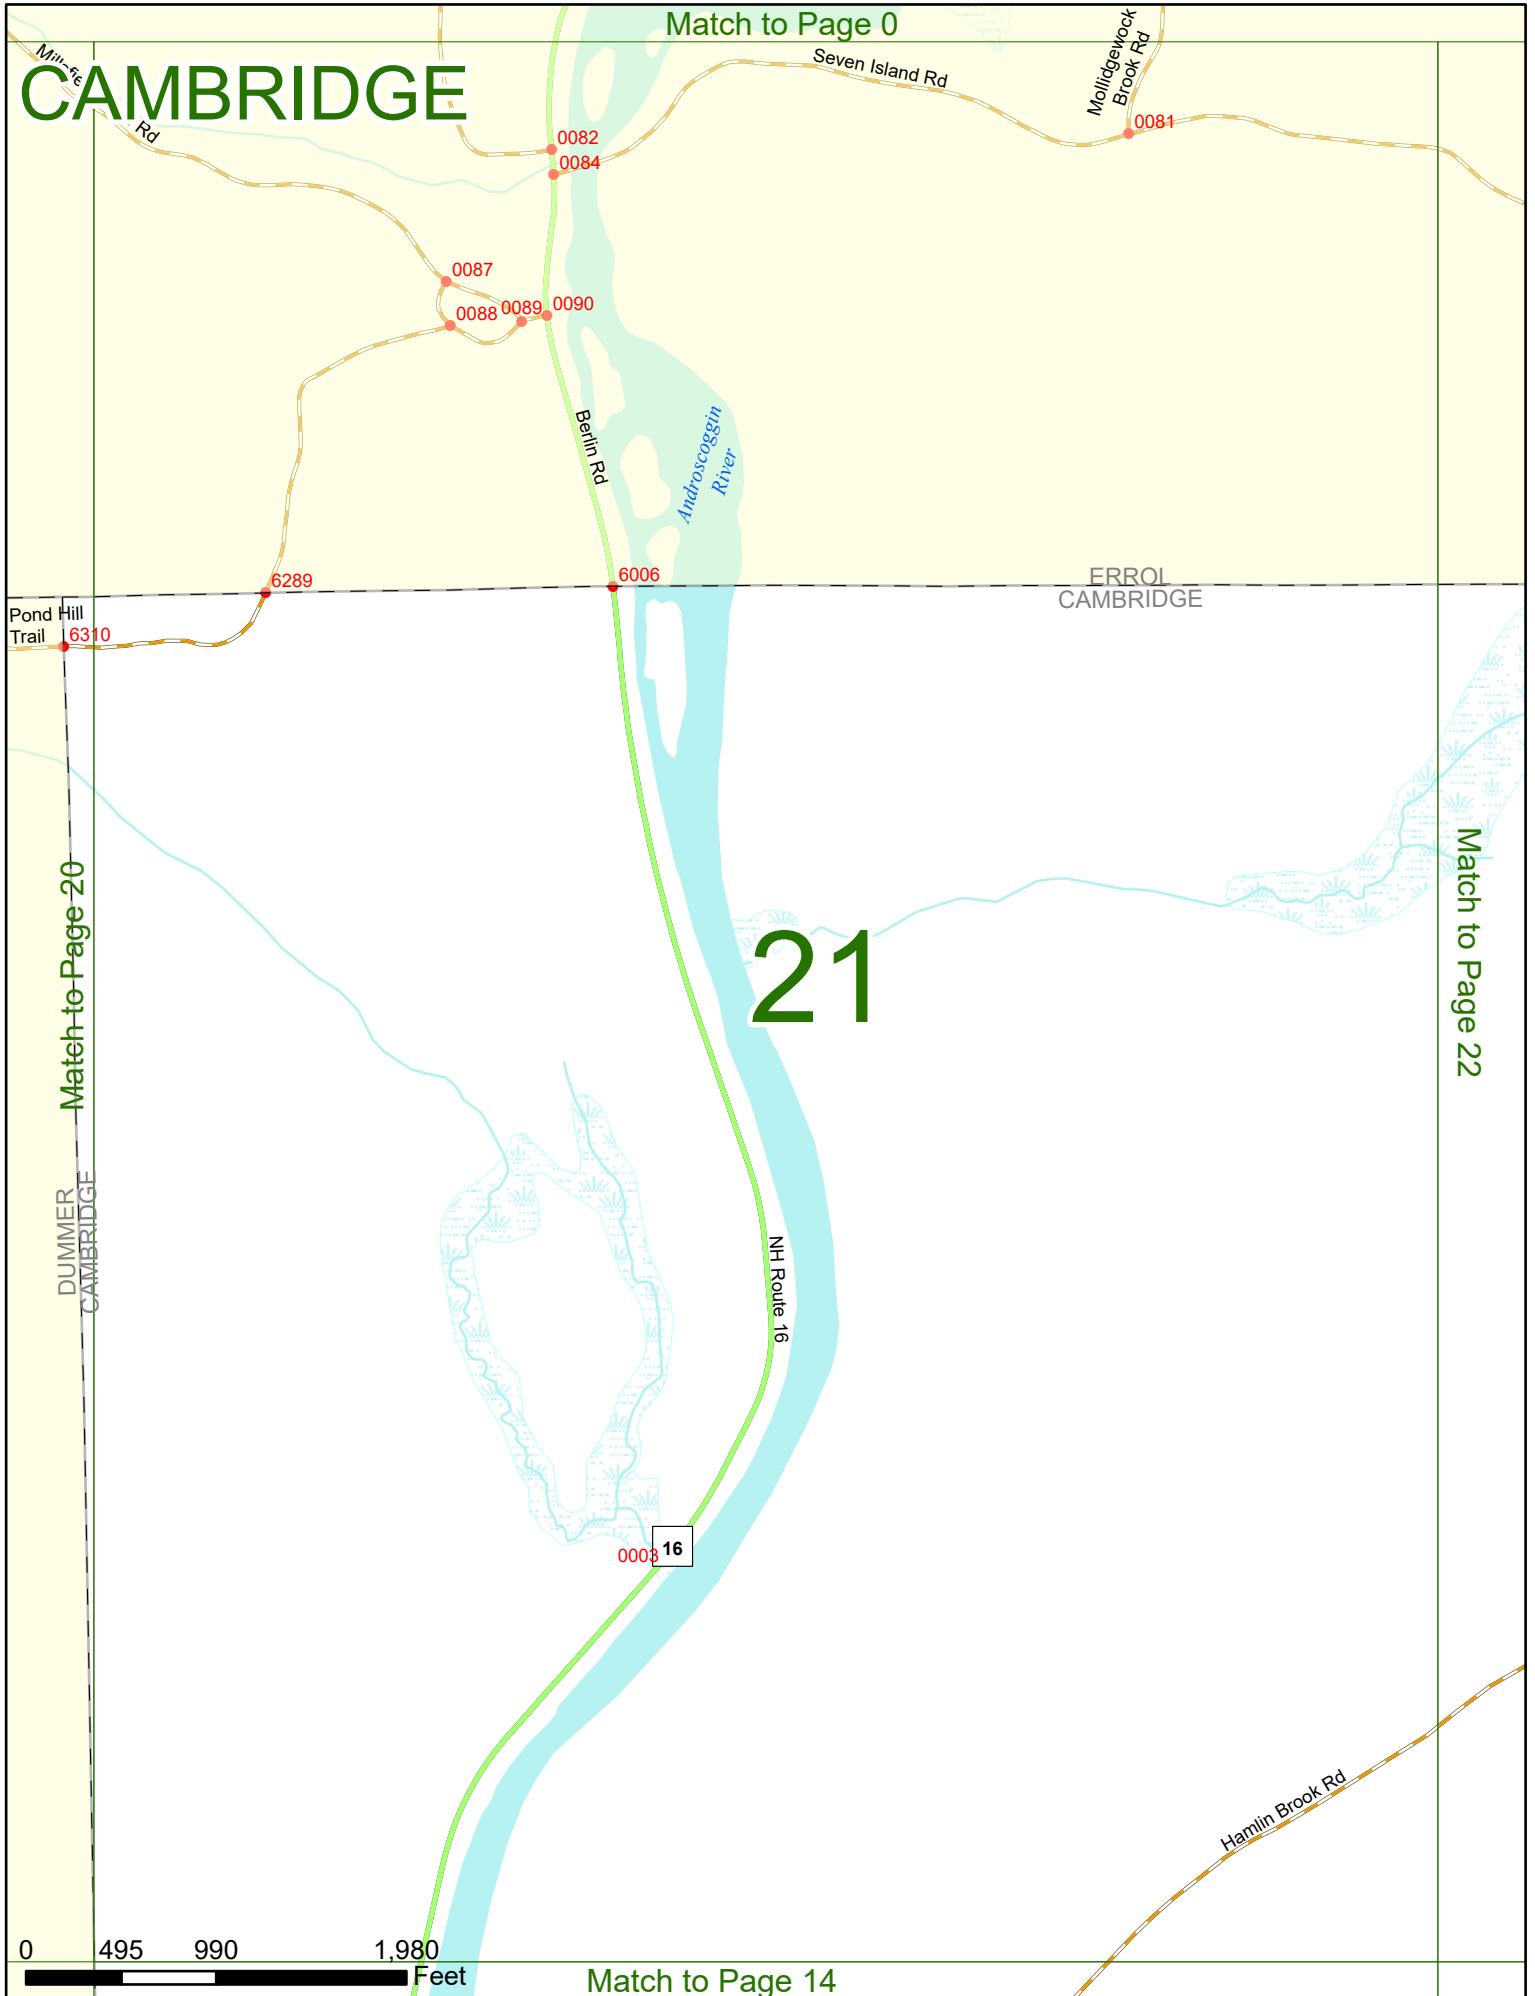 Match to Page 0
CAMBRIDGE
Rd
Seven Island Rd
Mollidgewock
Brook Rd
0081
0082
0084
0087
0088
0089
0090
Berlin Rd
Androscoggin
River
6289
6006
ERROL
CAMBRIDGE
Pond Hill
Trail
6310
Match to Page 20
21
Match to Page 22
DUMMER
CAMBRIDGE
NH Route 16
0003
16
Hamlin Brook Rd
0 495 990 1,980
Feet
Match to Page 14